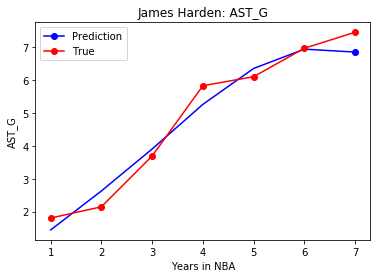 James Harden: AST_G
Prediction
True
7
6
5
4
3
2
AST_G
1 2 3 4 5 6 7
Years in NBA